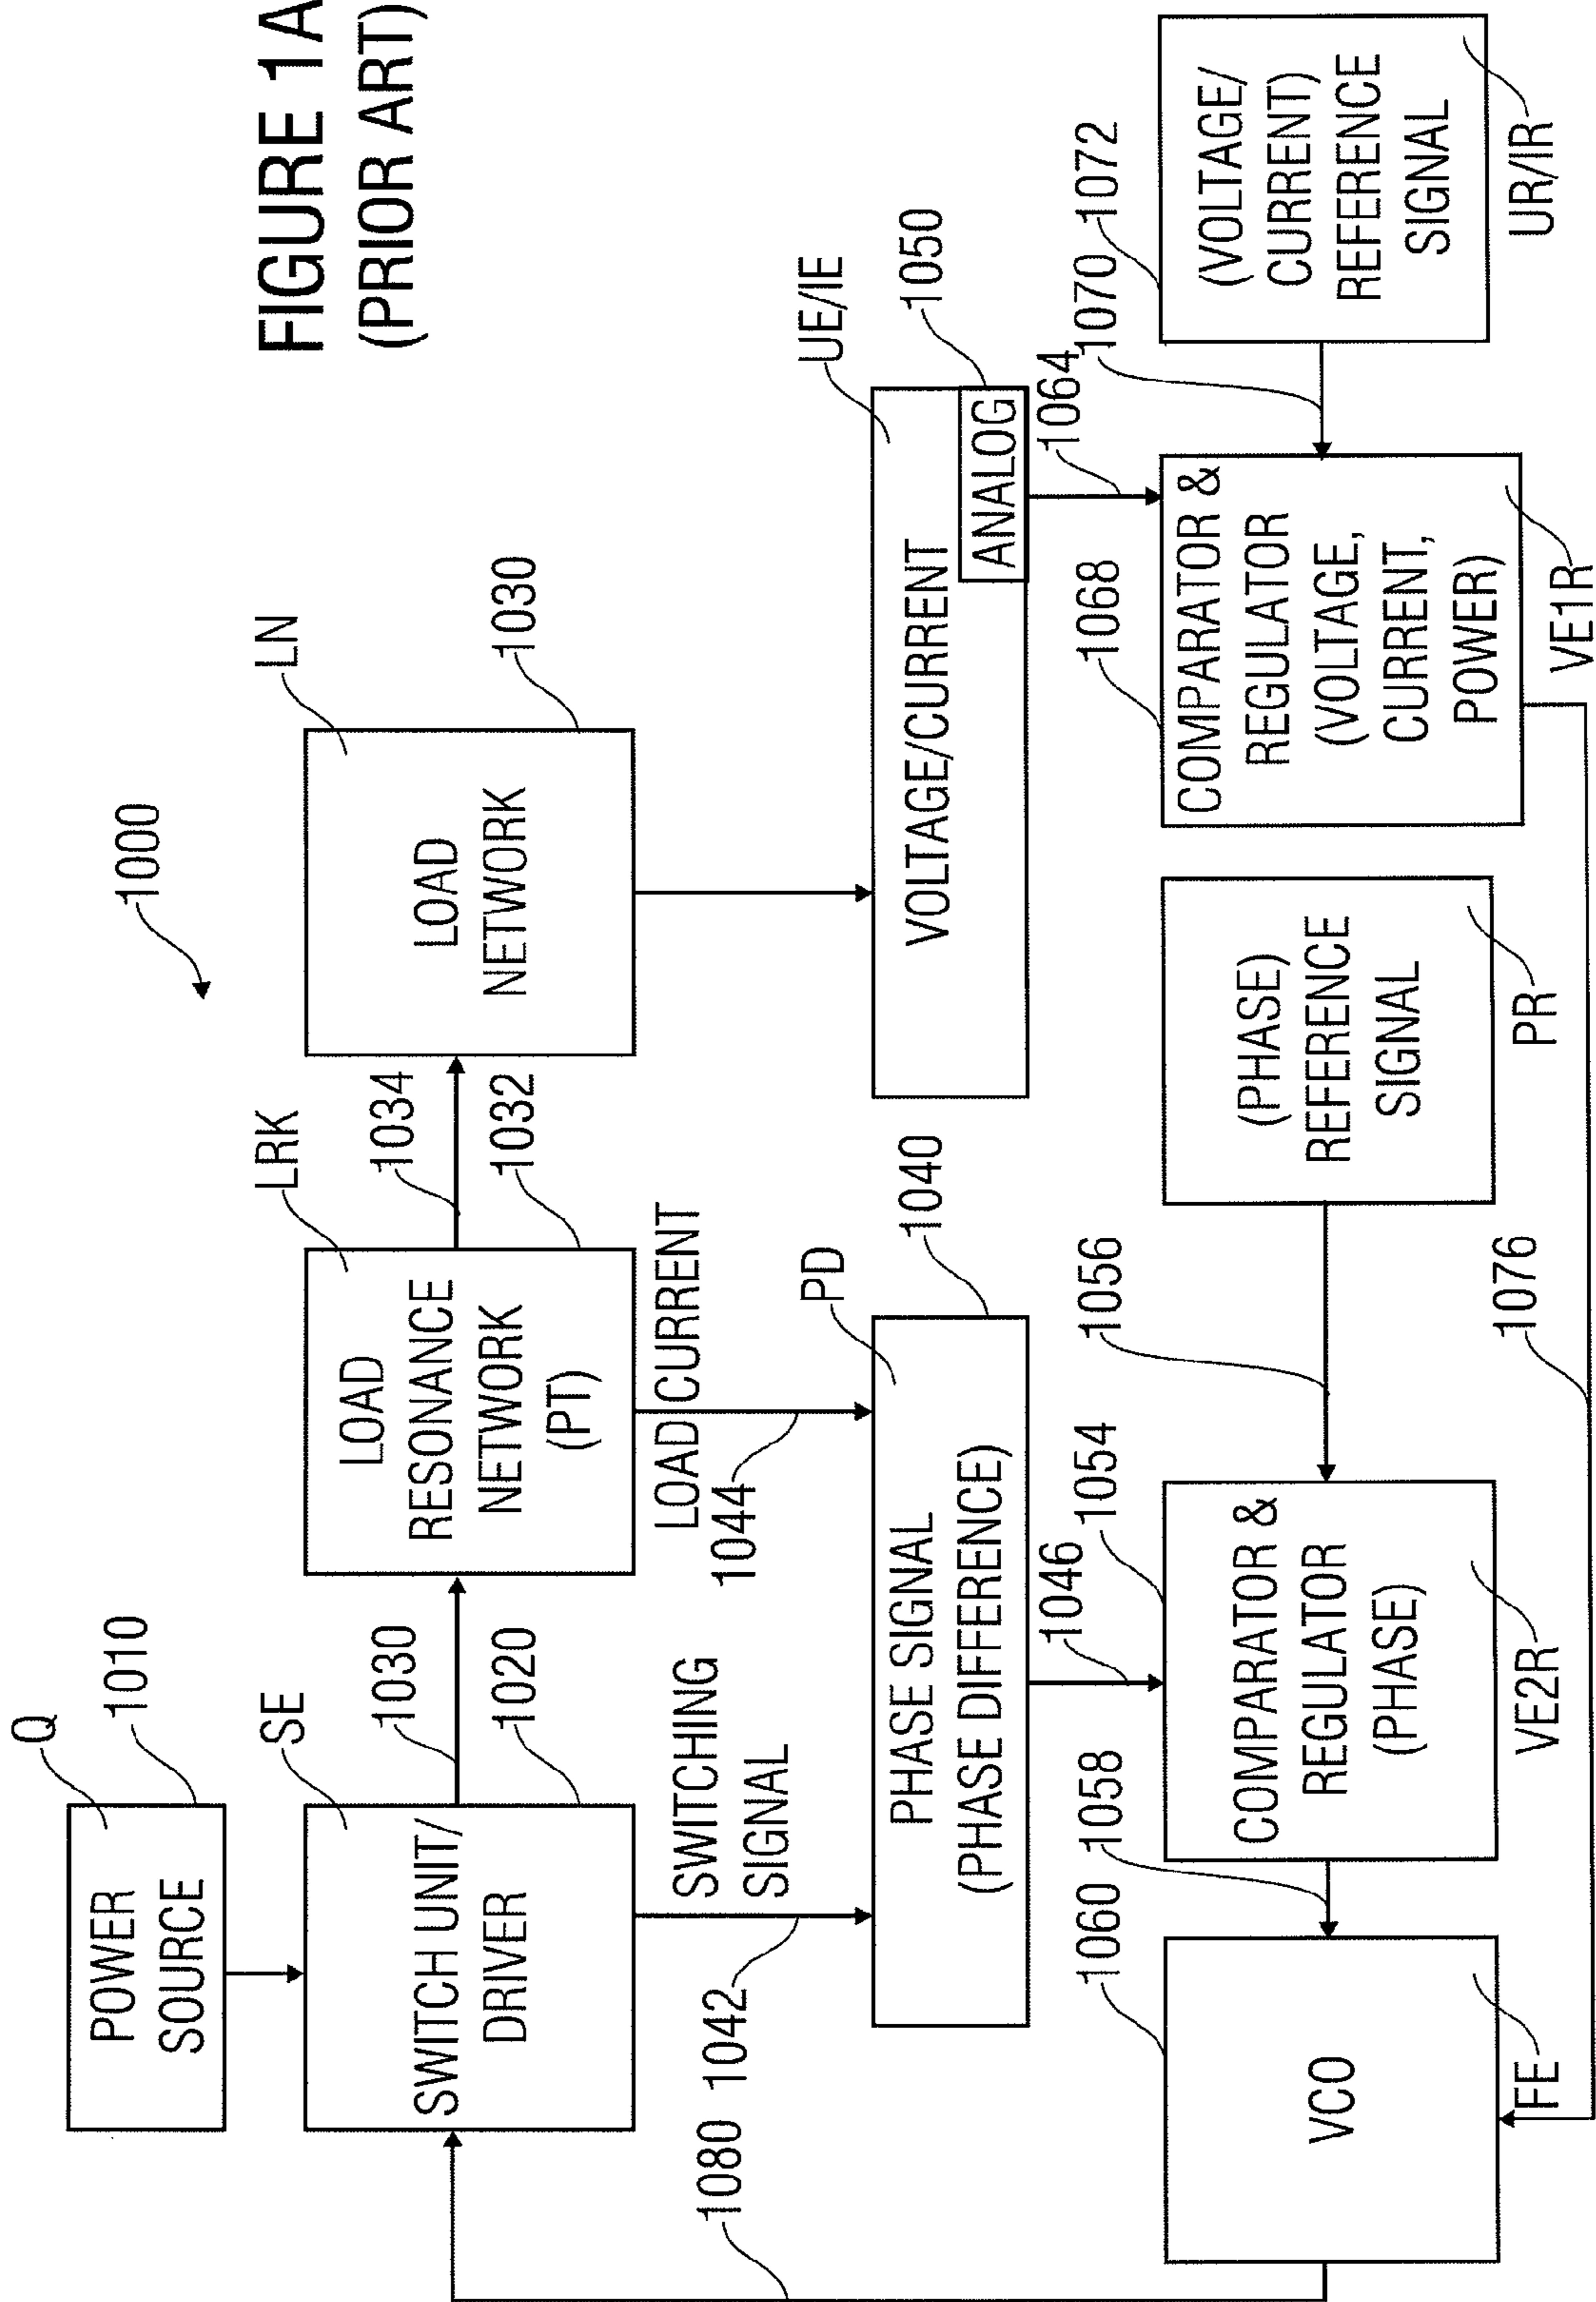 FIGURE 1A
(PRIOR ART)
1000
Q
1010
POWER
SOURCE
SE
1030
1020
SWITCH UNIT/
DRIVER
LRK
1034
1032
LOAD
RESONANCE
NETWORK
(PT)
LN
1030
LOAD
NETWORK
1080
1042
SWITCHING
SIGNAL
LOAD CURRENT
1044
PD
1040
PHASE SIGNAL
(PHASE DIFFERENCE)
UE/IE
1050
VOLTAGE/CURRENT
ANALOG
1046
1064
1060
1058
1054
1056
1068
1070
1072
VCO
COMPARATOR &
REGULATOR
(PHASE)
(PHASE)
REFERENCE
SIGNAL
COMPARATOR &
REGULATOR
(VOLTAGE,
CURRENT,
POWER)
(VOLTAGE/
CURRENT)
REFERENCE
SIGNAL
FE
VE2R
1076
PR
VE1R
UR/IR